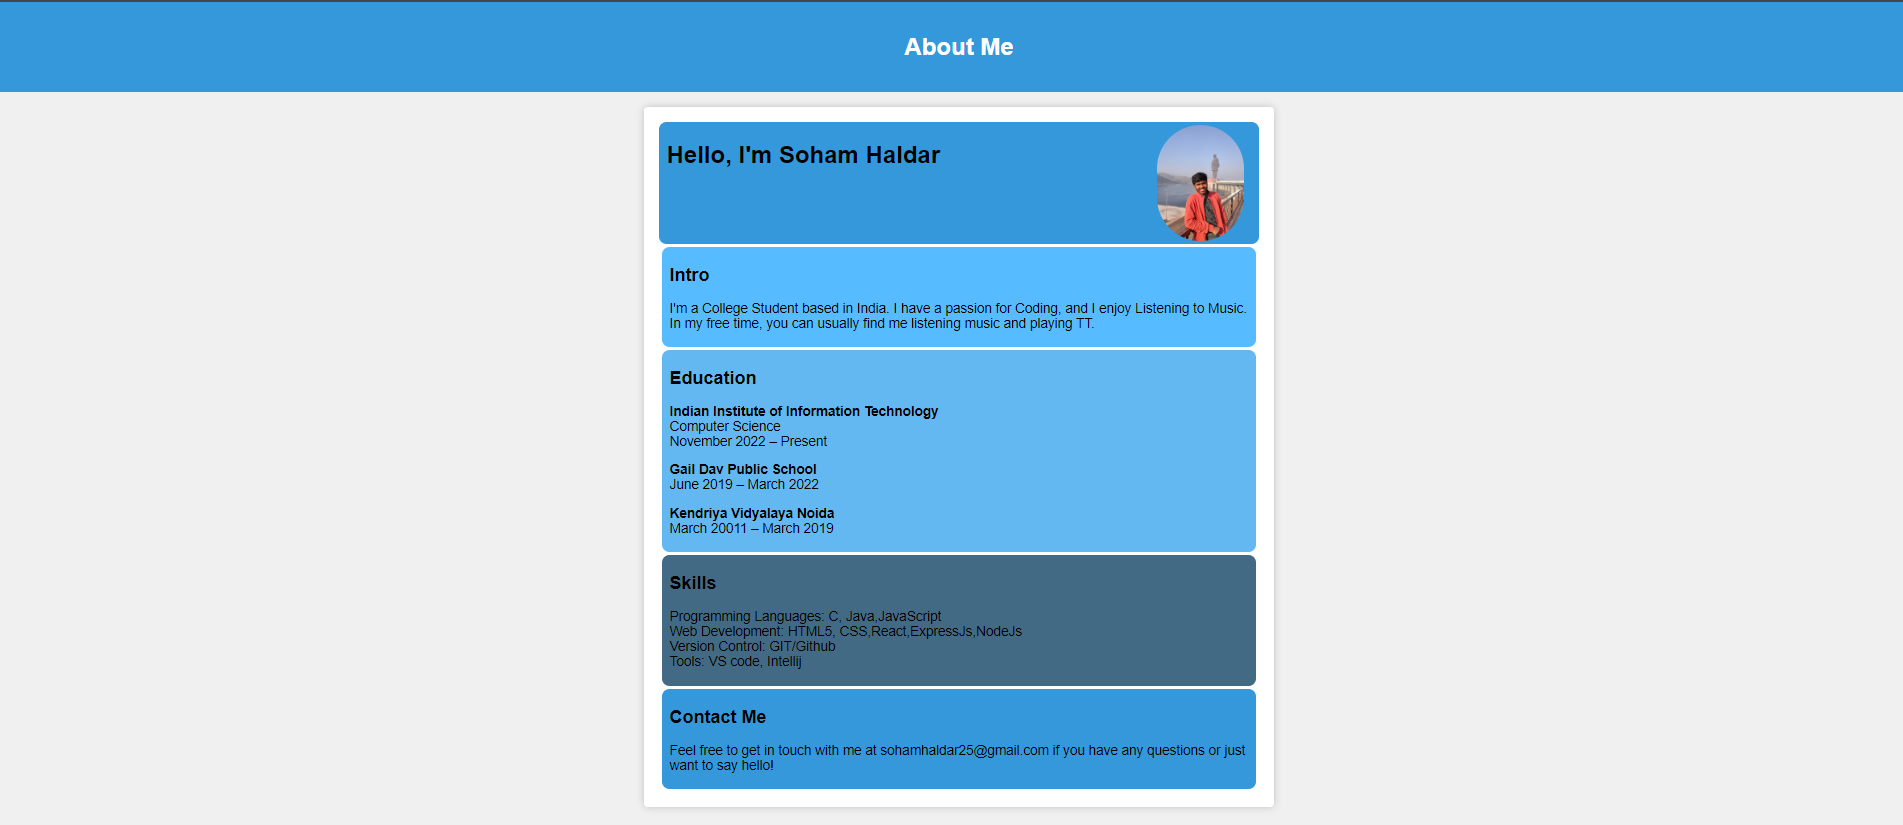 About Me
Hello, I'm Soham Haldar
Intro
I'm a College Student based in India. I have a passion for Coding, and I enjoy Listening to Music.
In my free time, you can usually find me listening music and playing TT.
Education
Indian Institute of Information Technology
Computer Science
November 2022 – Present
Gail Dav Public School
June 2019 – March 2022
Kendriya Vidyalaya Noida
March 20011 – March 2019
Skills
Programming Languages: C, Java,JavaScript
Web Development: HTML5, CSS,React,ExpressJs,NodeJs
Version Control: GIT/Github
Tools: VS code, Intellij
Contact Me
Feel free to get in touch with me at sohamhaldar25@gmail.com if you have any questions or just
want to say hello!